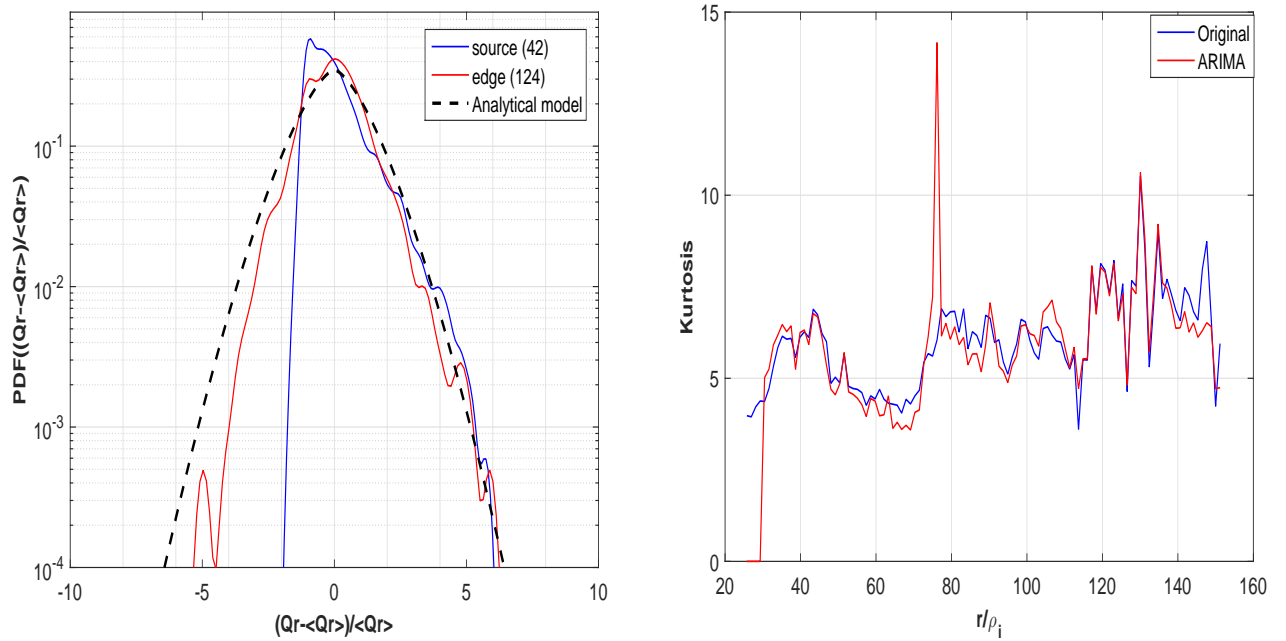 source (42)
edge (124)
Analytical model
10^-1
10^-2
10^-3
10^-4
-10
-5
0
5
10
PDF((Qr-<Qr>)/<Qr>)
(Qr-<Qr>)/<Qr>
Original
ARIMA
15
10
5
0
20
40
60
80
100
120
140
160
Kurtosis
r/ρ_i